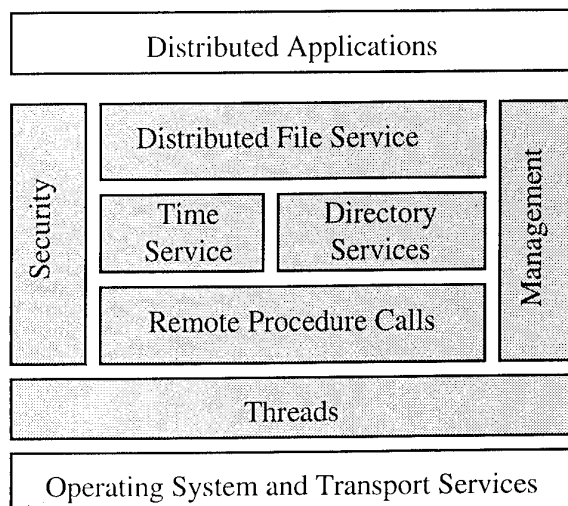 Distributed Applications
Security
Distributed File Service
Time
Service
Directory
Services
Remote Procedure Calls
Management
Threads
Operating System and Transport Services